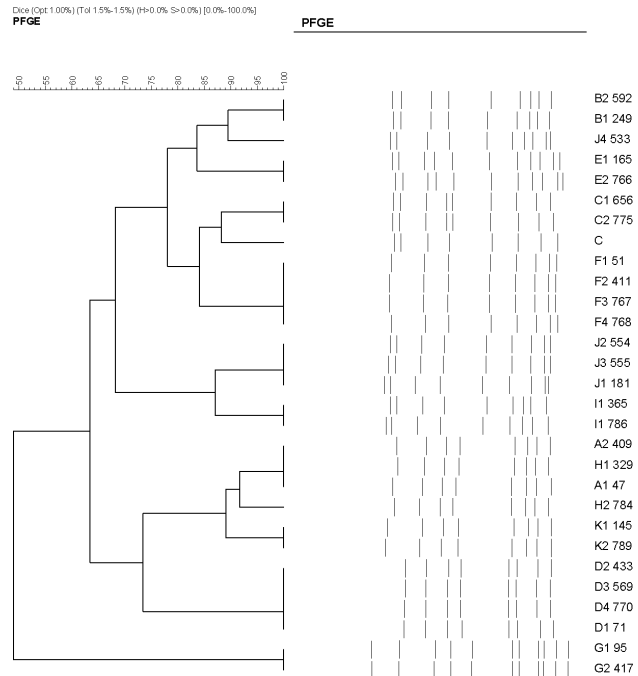 Dice (Opt:1.00%) (Tol 1.5%-1.5%) (H>0.0% S>0.0%) [0.0%-100.0%]
PFGE
PFGE
50 55 60 65 70 75 80 85 90 95 100
B2 592
B1 249
J4 533
E1 165
E2 766
C1 656
C2 775
C
F1 51
F2 411
F3 767
F4 768
J2 554
J3 555
J1 181
I1 365
I1 786
A2 409
H1 329
A1 47
H2 784
K1 145
K2 789
D2 433
D3 569
D4 770
D1 71
G1 95
G2 417